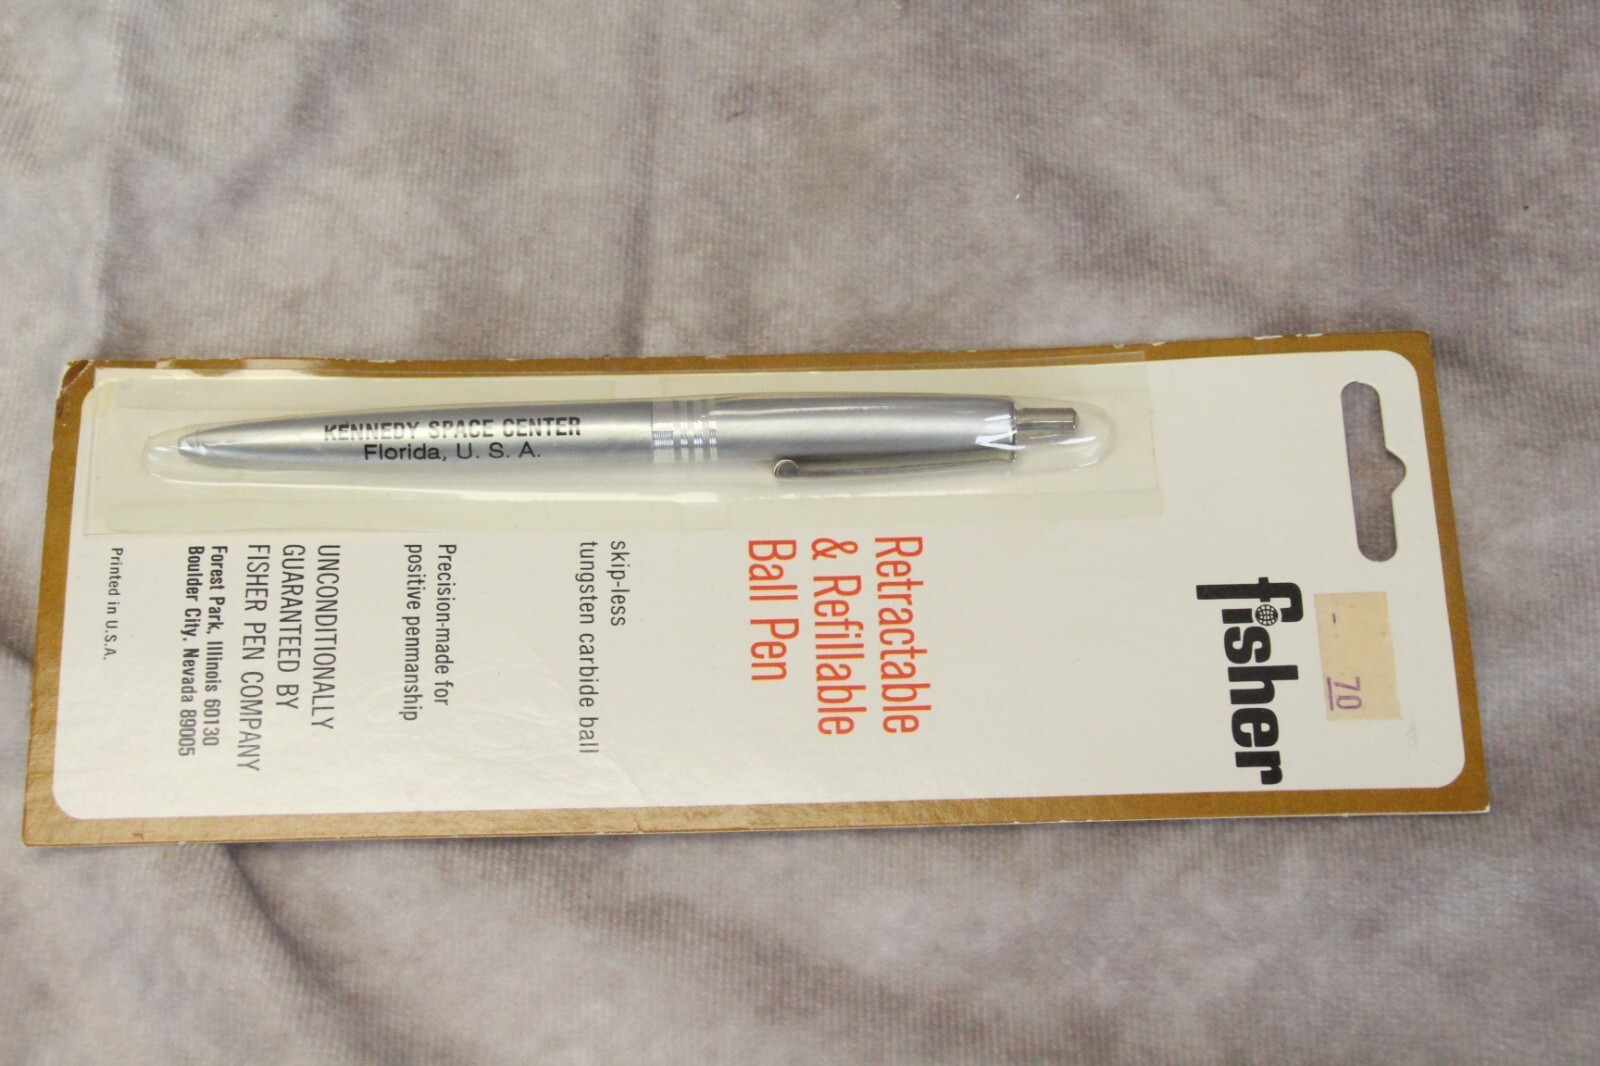 70
fisher
Retractable
& Refillable
Ball Pen
skip-less
tungsten carbide ball
Precision-made for
positive penmanship
UNCONDITIONALLY
GUARANTEED BY
FISHER PEN COMPANY
Forest Park, Illinois 60130
Boulder City, Nevada 89005
Printed in U.S.A.
KENNEDY SPACE CENTER
Florida, U. S. A.